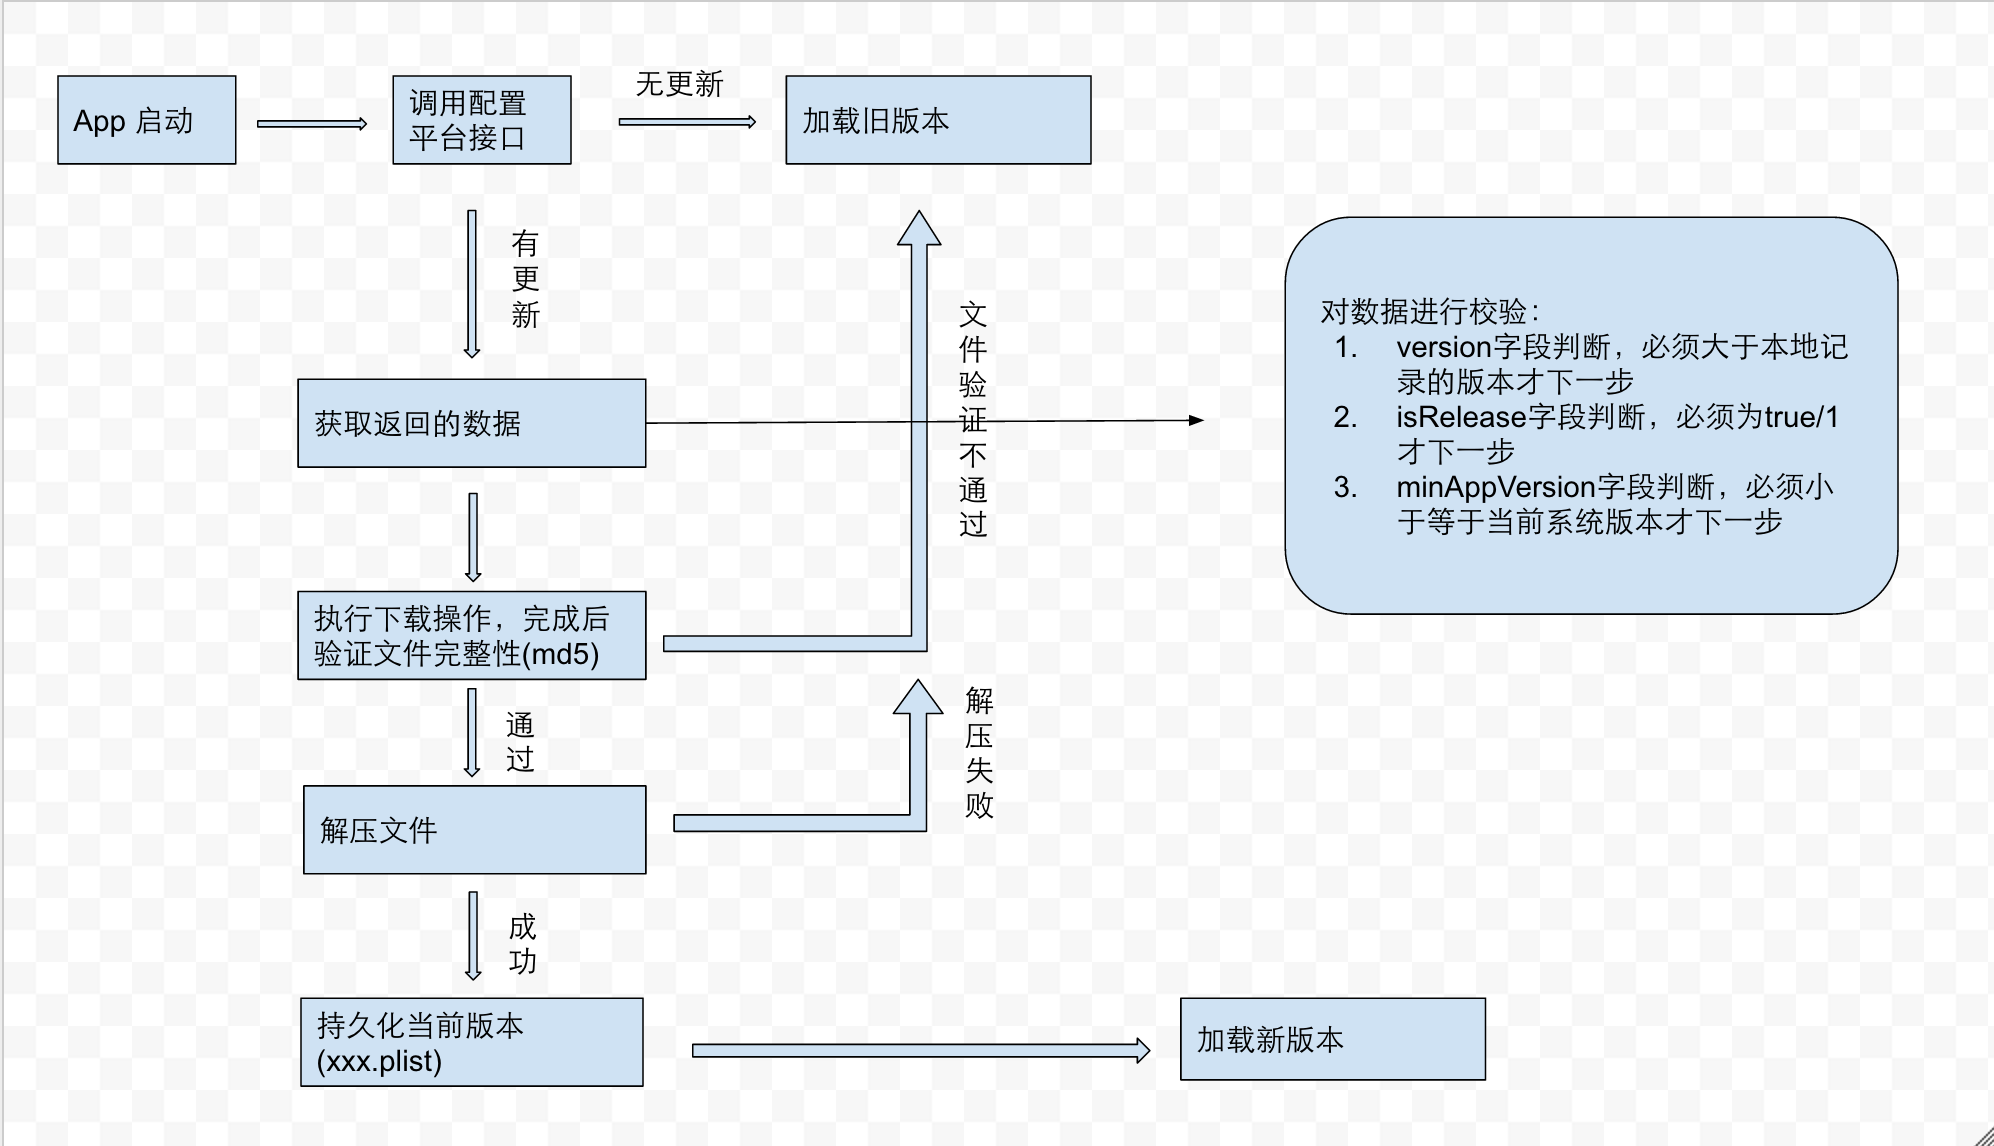 App 启动
调用配置
平台接口
无更新
加载旧版本
有
更
新
获取返回的数据
文
件
验
证
不
通
过
对数据进行校验：
1. version字段判断，必须大于本地记
录的版本才下一步
2. isRelease字段判断，必须为true/1
才下一步
3. minAppVersion字段判断，必须小
于等于当前系统版本才下一步
执行下载操作，完成后
验证文件完整性(md5)
通
过
解
压
失
败
解压文件
成
功
持久化当前版本
(xxx.plist)
加载新版本